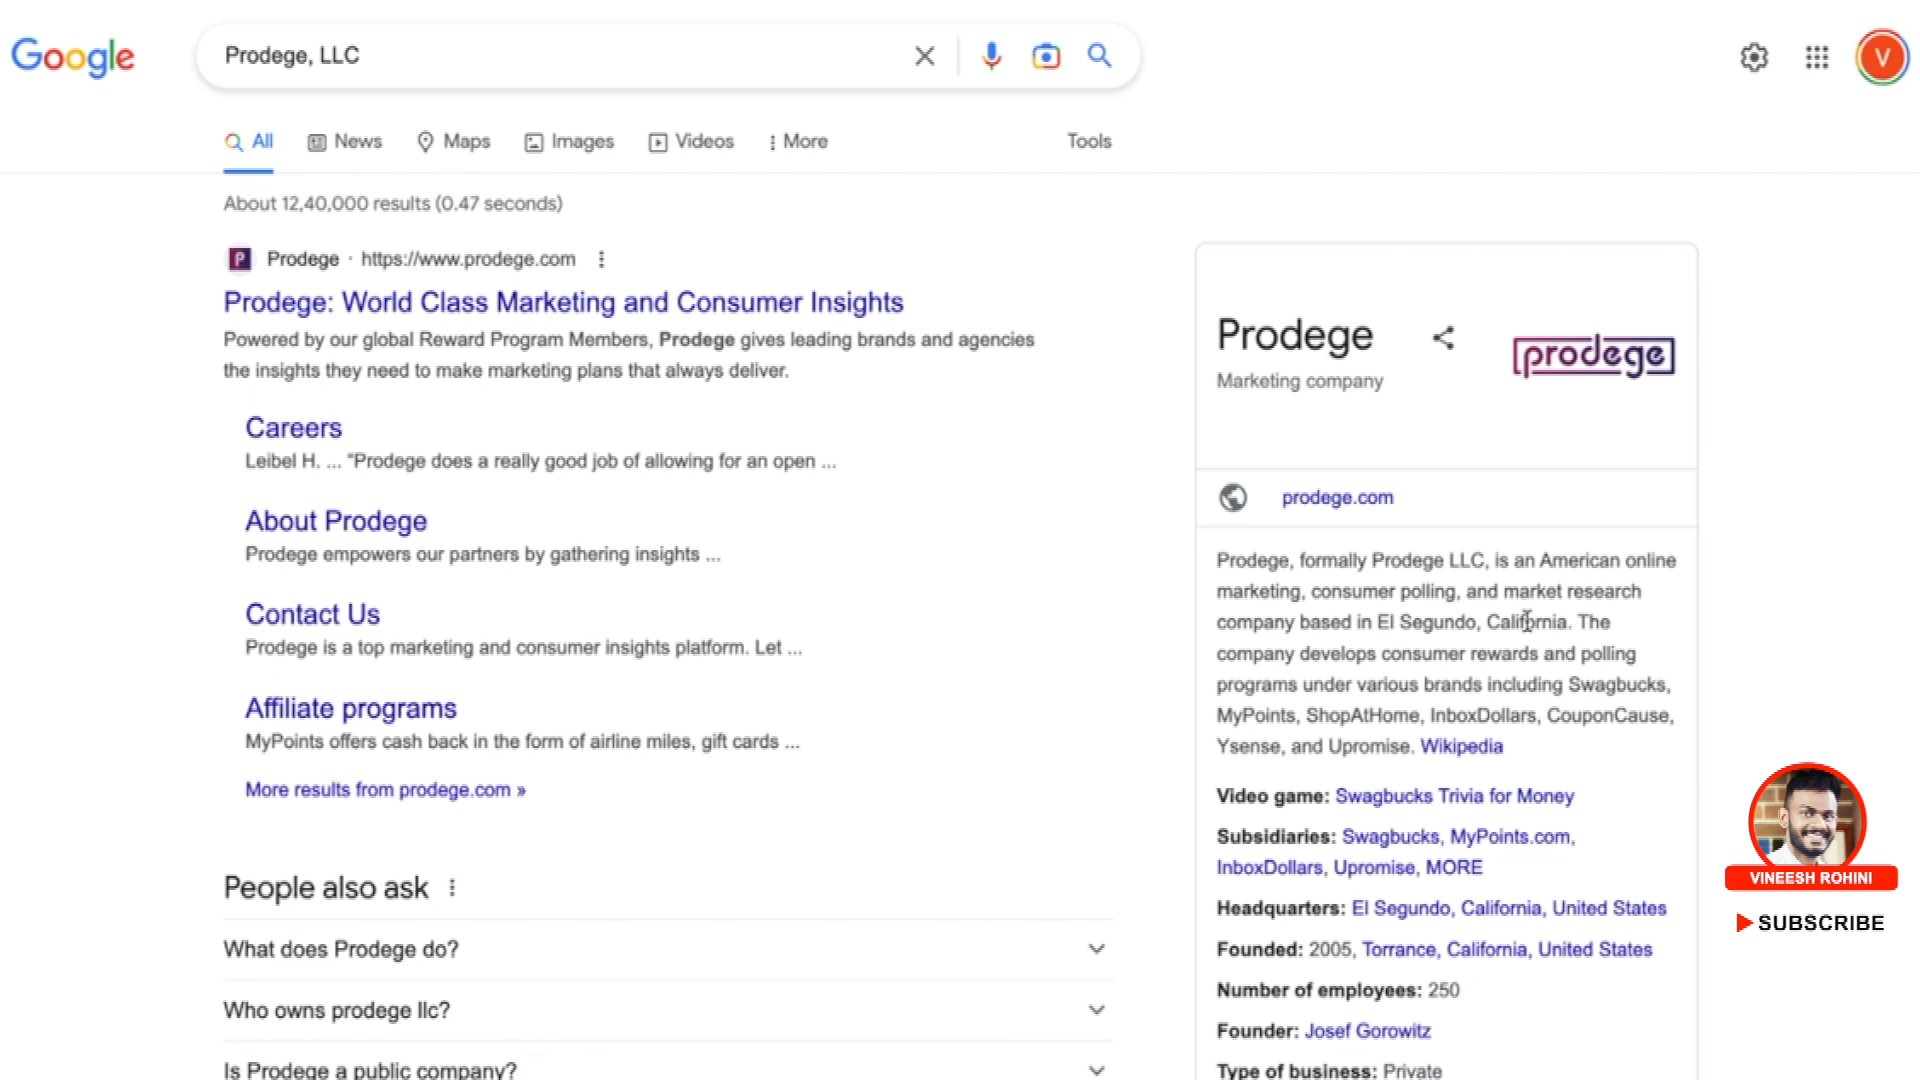 Google
Prodege, LLC
V
All
News
Maps
Images
Videos
More
Tools
About 12,40,000 results (0.47 seconds)
P
Prodege · https://www.prodege.com
Prodege: World Class Marketing and Consumer Insights
Powered by our global Reward Program Members, Prodege gives leading brands and agencies
the insights they need to make marketing plans that always deliver.
Careers
Leibel H. ... "Prodege does a really good job of allowing for an open ...
About Prodege
Prodege empowers our partners by gathering insights ...
Contact Us
Prodege is a top marketing and consumer insights platform. Let ...
Affiliate programs
MyPoints offers cash back in the form of airline miles, gift cards ...
More results from prodege.com »
People also ask
What does Prodege do?
Who owns prodege llc?
Is Prodege a public company?
Prodege
prodege
Marketing company
prodege.com
Prodege, formally Prodege LLC, is an American online
marketing, consumer polling, and market research
company based in El Segundo, California. The
company develops consumer rewards and polling
programs under various brands including Swagbucks,
MyPoints, ShopAtHome, InboxDollars, CouponCause,
Ysense, and Upromise. Wikipedia
Video game: Swagbucks Trivia for Money
Subsidiaries: Swagbucks, MyPoints.com,
InboxDollars, Upromise, MORE
Headquarters: El Segundo, California, United States
Founded: 2005, Torrance, California, United States
Number of employees: 250
Founder: Josef Gorowitz
Type of business: Private
VINEESH ROHINI
SUBSCRIBE